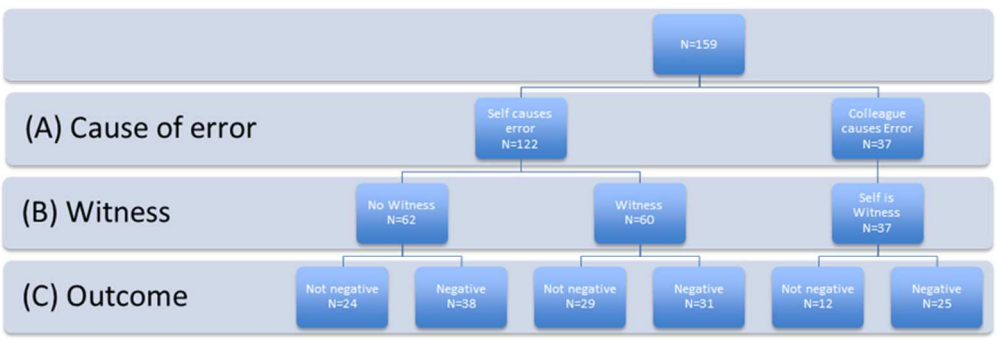 N=159
(A) Cause of error
Self causes
error
N=122
Colleague
causes Error
N=37
(B) Witness
No Witness
N=62
Witness
N=60
Self is
Witness
N=37
(C) Outcome
Not negative
N=24
Negative
N=38
Not negative
N=29
Negative
N=31
Not negative
N=12
Negative
N=25